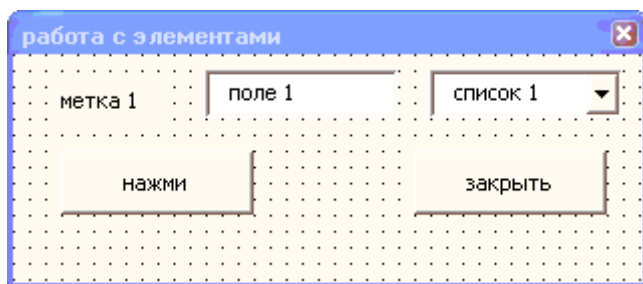 работа с элементами
метка 1 поле 1 список 1
нажми закрыть